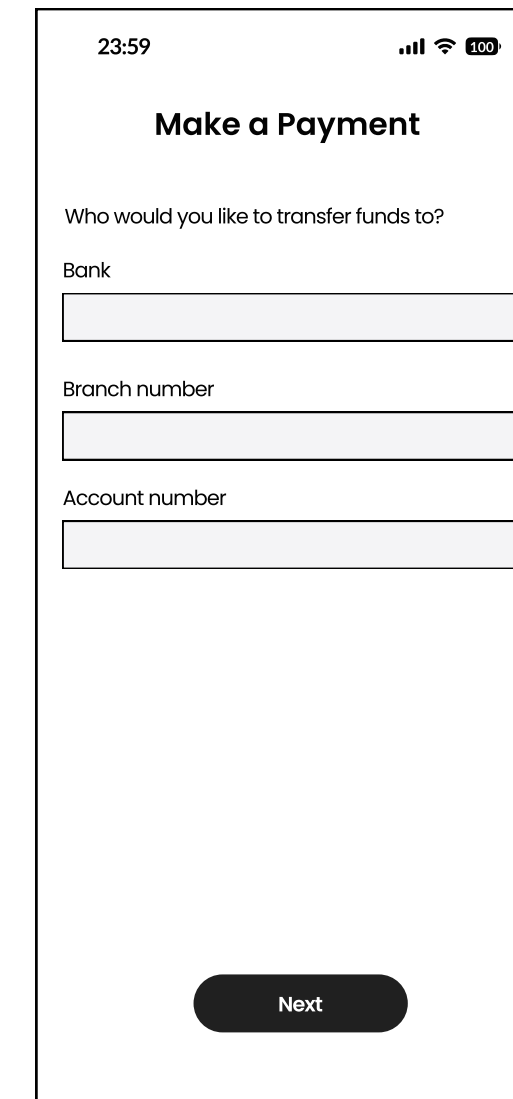 23:59
100
Make a Payment
Who would you like to transfer funds to?
Bank
Branch number
Account number
Next